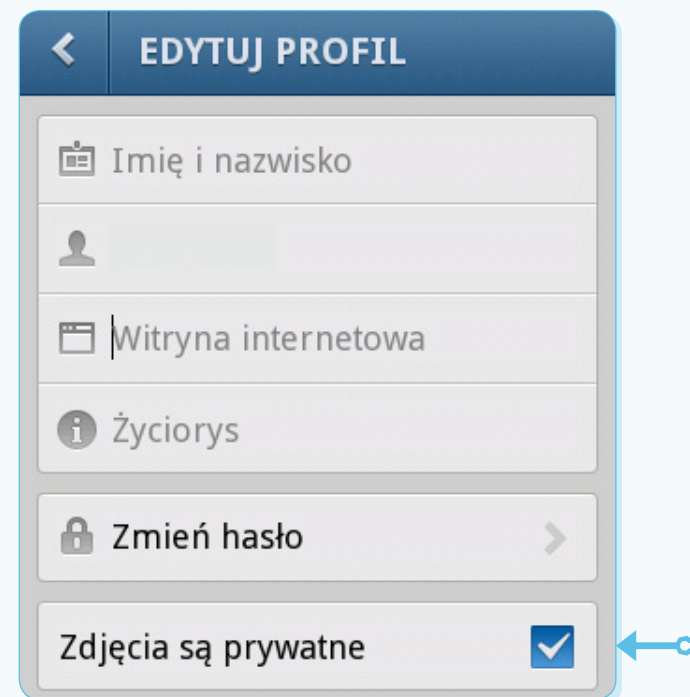 EDYTUJ PROFIL
Imię i nazwisko
Witryna internetowa
Życiorys
Zmień hasło
Zdjęcia są prywatne